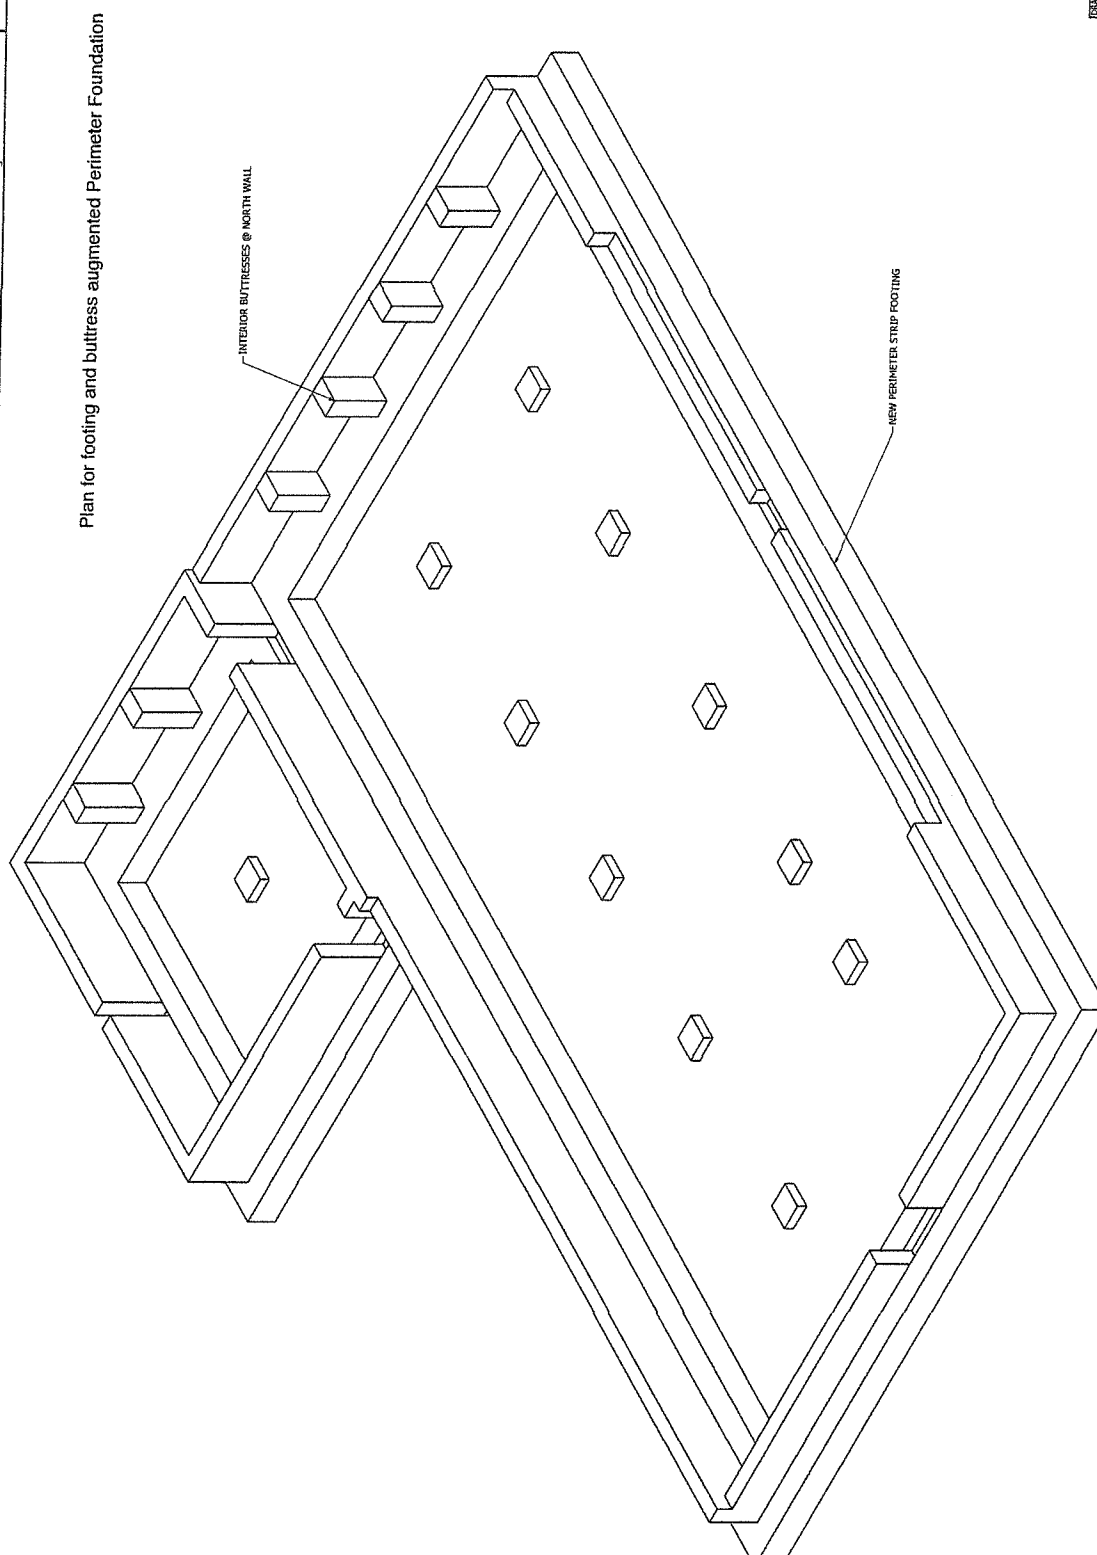 Plan for footing and buttress augmented Perimeter Foundation
INTERIOR BUTTRESSES @ NORTH WALL
NEW PERIMETER STRIP FOOTING